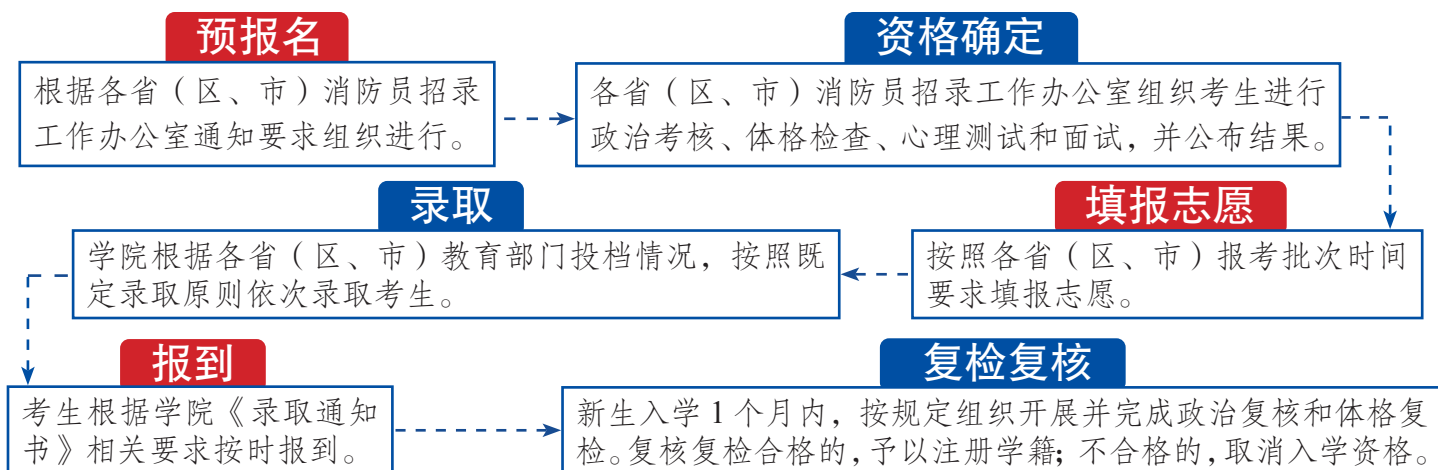 预报名
根据各省（区、市）消防员招录
工作办公室通知要求组织进行。
资格确定
各省（区、市）消防员招录工作办公室组织考生进行
政治考核、体格检查、心理测试和面试，并公布结果。
填报志愿
按照各省（区、市）报考批次时间
要求填报志愿。
录取
学院根据各省（区、市）教育部门投档情况，按照既
定录取原则依次录取考生。
报到
考生根据学院《录取通知
书》相关要求按时报到。
复检复核
新生入学1个月内，按规定组织开展并完成政治复核和体格复
检。复核复检合格的，予以注册学籍；不合格的，取消入学资格。